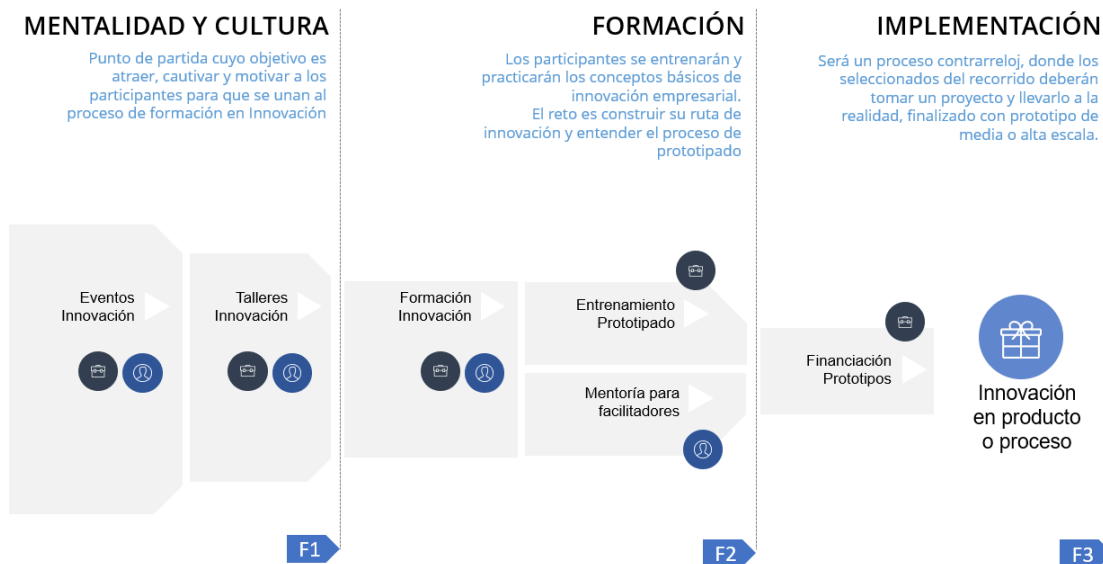 MENTALIDAD Y CULTURA
Punto de partida cuyo objetivo es
atraer, cautivar y motivar a los
participantes para que se unan al
proceso de formación en Innovación
FORMACIÓN
Los participantes se entrenarán y
practicarán los conceptos básicos de
innovación empresarial.
El reto es construir su ruta de
innovación y entender el proceso de
prototipado
IMPLEMENTACIÓN
Será un proceso contrarreloj, donde los
seleccionados del recorrido deberán
tomar un proyecto y llevarlo a la
realidad, finalizado con prototipo de
media o alta escala.
Eventos
Innovación
Talleres
Innovación
Formación
Innovación
Entrenamiento
Prototipado
Mentoría para
facilitadores
Financiación
Prototipos
Innovación
en producto
o proceso
F1
F2
F3